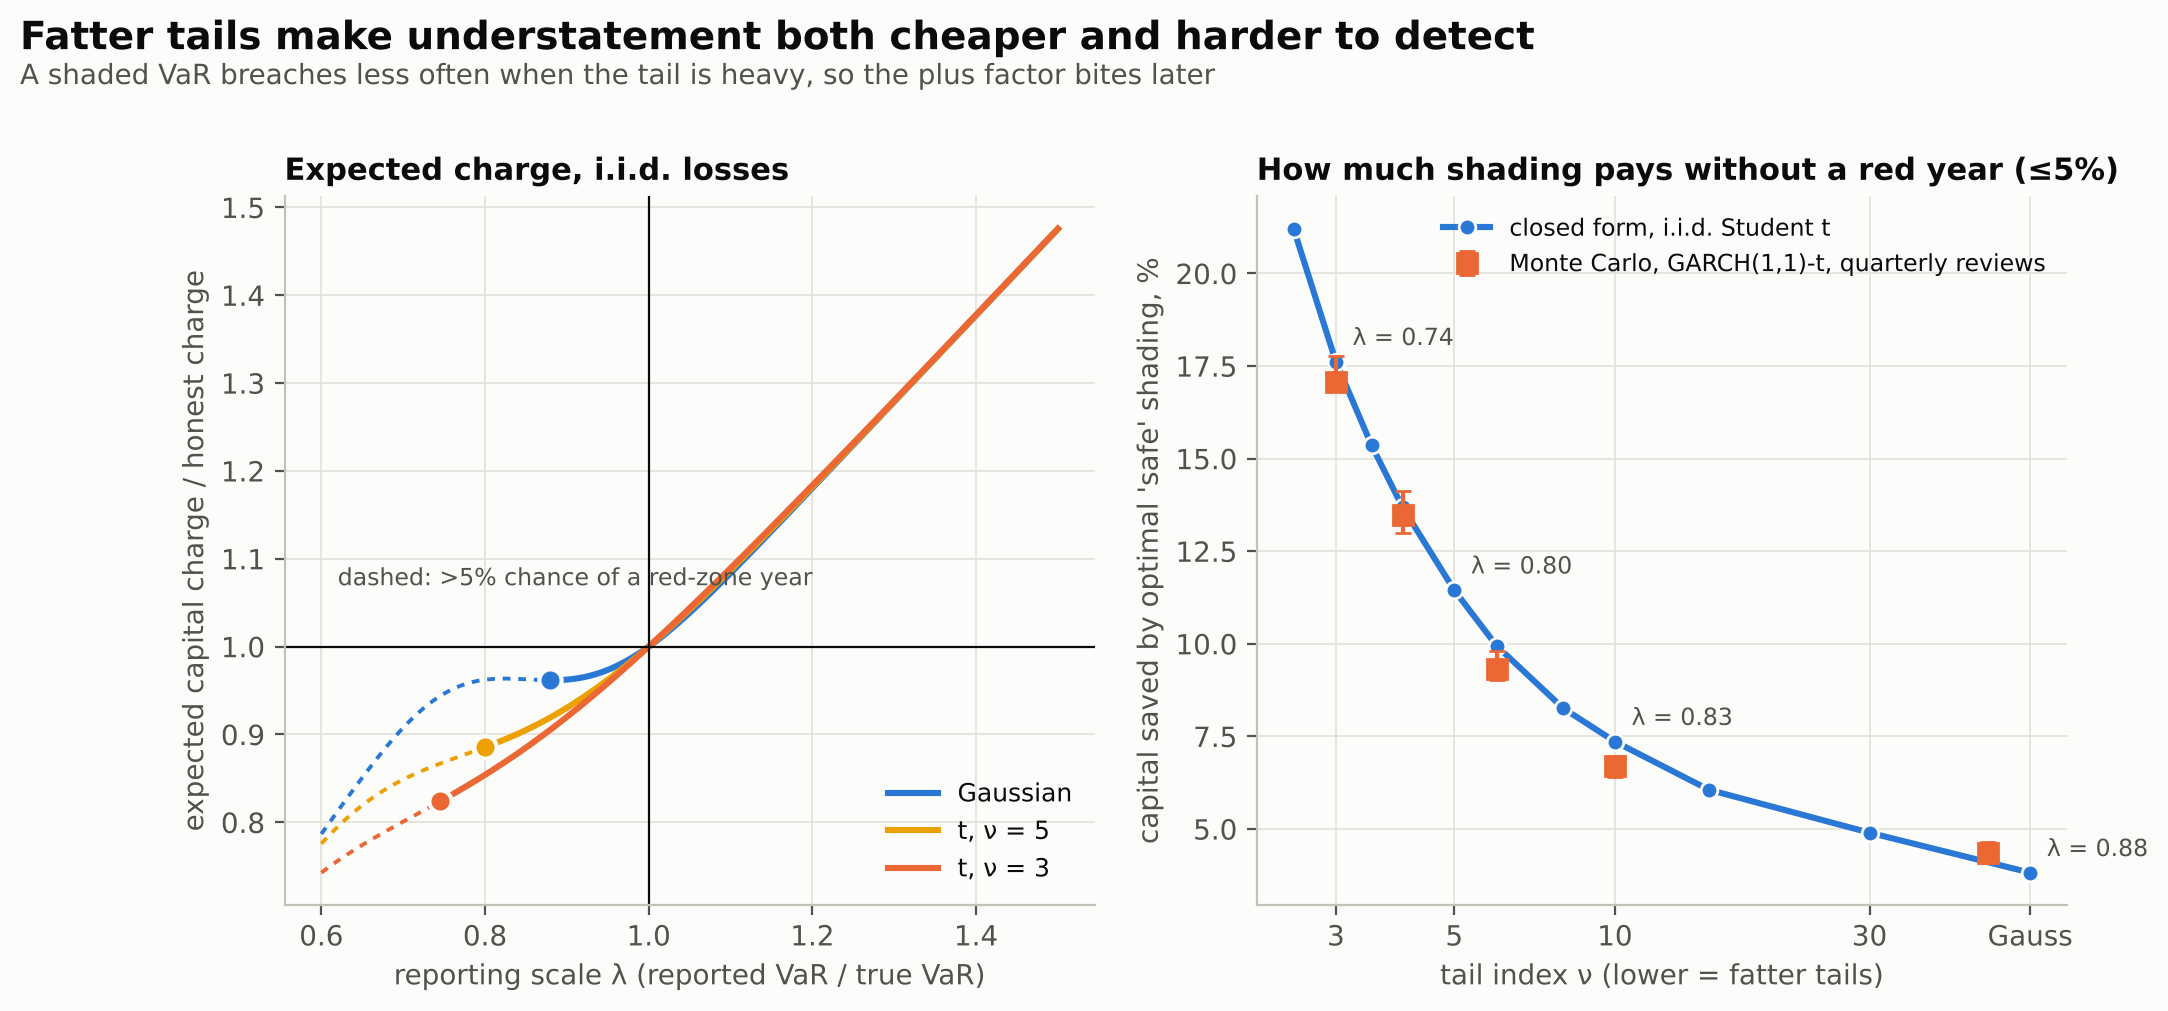 Fatter tails make understatement both cheaper and harder to detect
A shaded VaR breaches less often when the tail is heavy, so the plus factor bites later
Expected charge, i.i.d. losses
expected capital charge / honest charge
1.5
1.4
1.3
1.2
1.1
1.0
0.9
0.8
dashed: >5% chance of a red-zone year
Gaussian
t, ν = 5
t, ν = 3
0.6
0.8
1.0
1.2
1.4
reporting scale λ (reported VaR / true VaR)
How much shading pays without a red year (≤5%)
capital saved by optimal 'safe' shading, %
20.0
17.5
15.0
12.5
10.0
7.5
5.0
closed form, i.i.d. Student t
Monte Carlo, GARCH(1,1)-t, quarterly reviews
λ = 0.74
λ = 0.80
λ = 0.83
λ = 0.88
3
5
10
30
Gauss
tail index ν (lower = fatter tails)